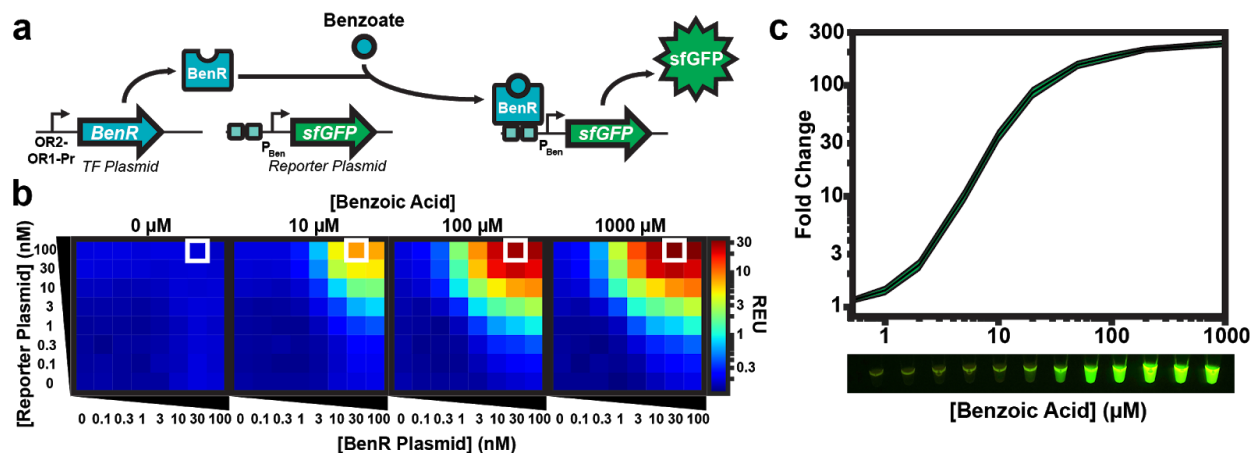 a
Benzoate
BenR
BenR
sfGFP
BenR
sfGFP
sfGFP
OR2-
OR1-Pr
TF Plasmid
P_Ben
Reporter Plasmid
P_Ben
b
[Benzoic Acid]
0 µM 10 µM 100 µM 1000 µM
[Reporter Plasmid] (nM)
100
30
10
3
1
0.3
0.1
0
0 0.1 0.3 1 3 10 30 100
0 0.1 0.3 1 3 10 30 100
0 0.1 0.3 1 3 10 30 100
0 0.1 0.3 1 3 10 30 100
[BenR Plasmid] (nM)
30
10
3
1
0.3
REU
c
Fold Change
300
100
30
10
3
1
1 10 100 1000
[Benzoic Acid] (µM)